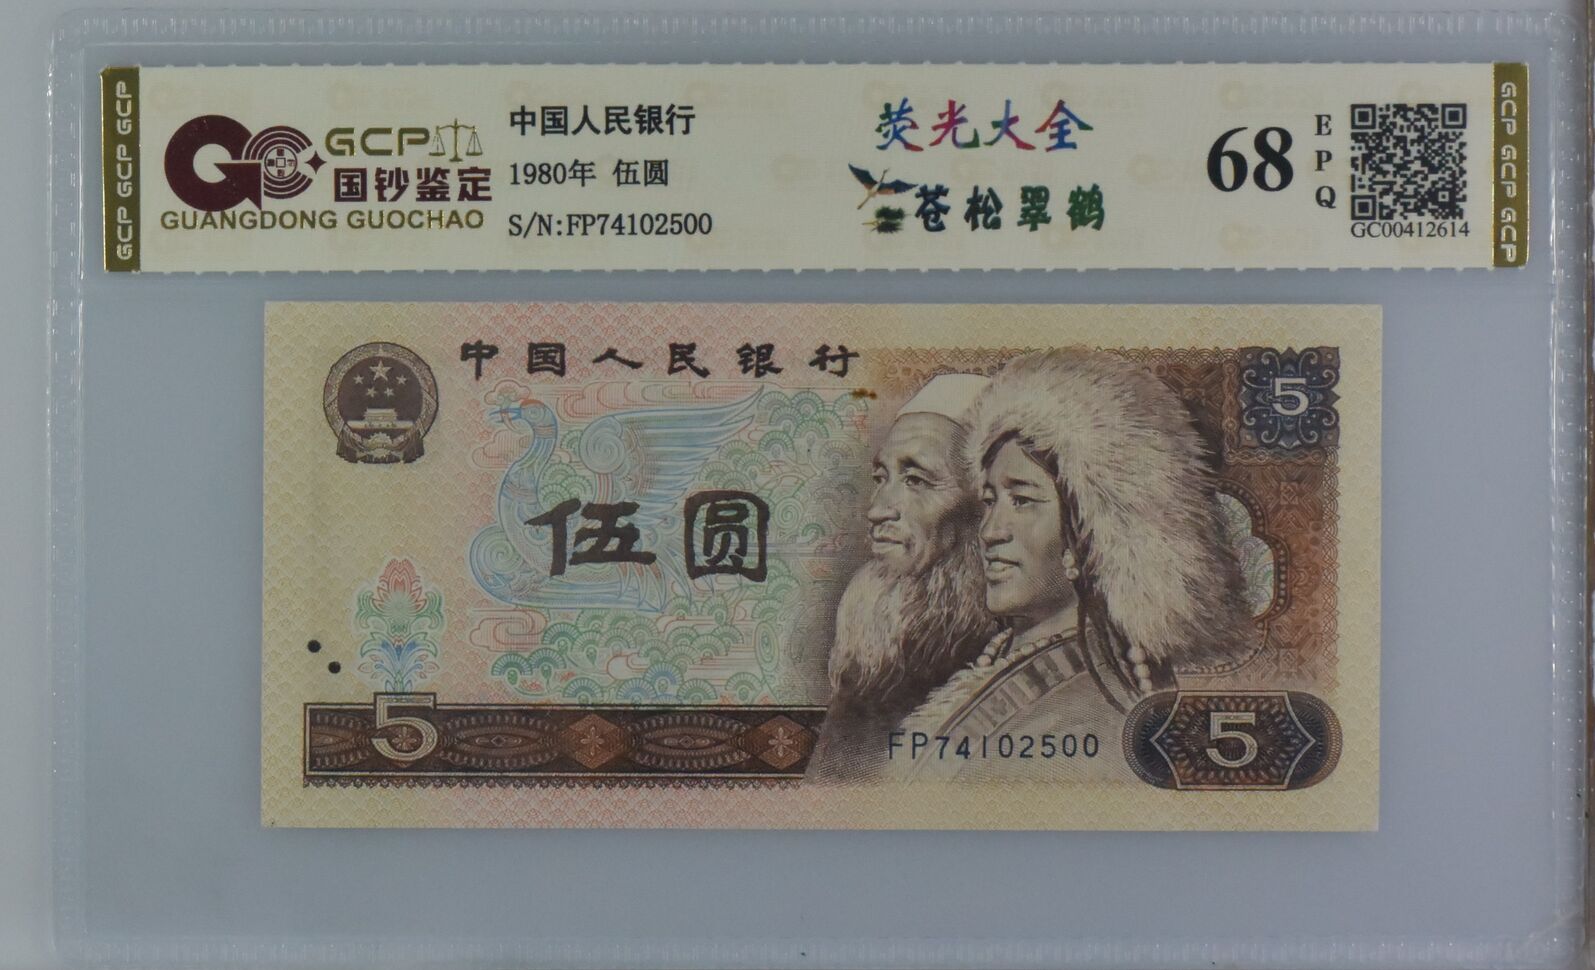 GCP GCP GCP
GCP
国钞鉴定
GUANGDONG GUOCHAO
中国人民银行
1980年 伍圆
S/N:FP74102500
荧光大全
苍松翠鹤
68
EPQ
GC00412614
GCP GCP GCP
中国人民银行
5
伍圆
5
FP74102500
5